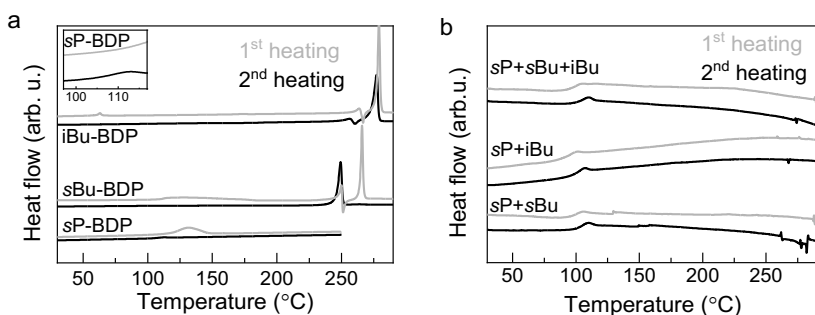 a
sP-BDP
100 110
1st heating
2nd heating
iBu-BDP
sBu-BDP
sP-BDP
Heat flow (arb. u.)
50 100 150 200 250
Temperature (°C)
b
1st heating
2nd heating
sP+sBu+iBu
sP+iBu
sP+sBu
Heat flow (arb. u.)
50 100 150 200 250
Temperature (°C)